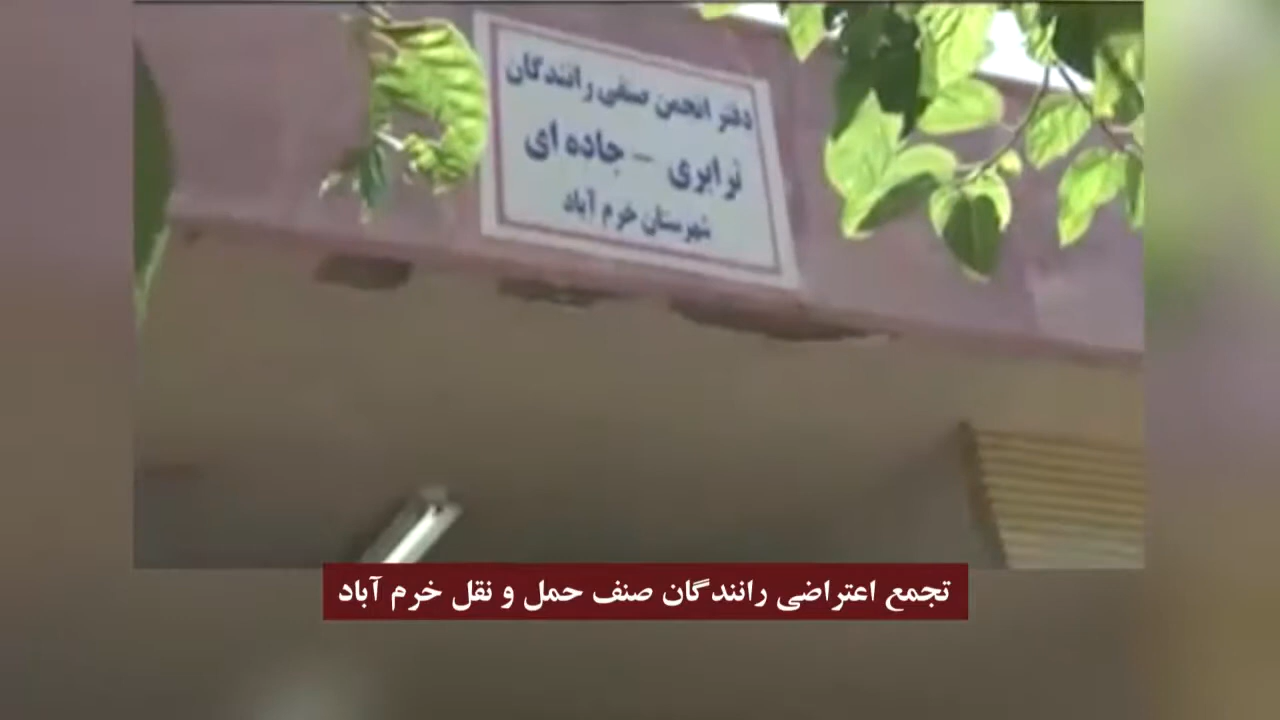 دفتر انجمن صنفی رانندگان
ترابری - جاده ای
شهرستان خرم آباد
تجمع اعتراضی رانندگان صنف حمل و نقل خرم آباد